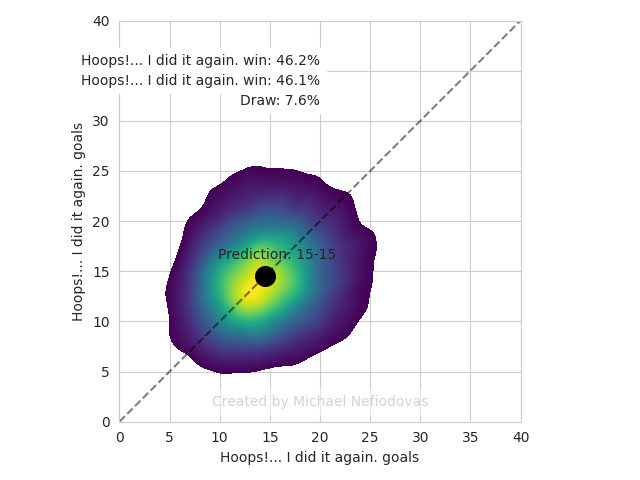 40
Hoops!... I did it again. win: 46.2%
Hoops!... I did it again. win: 46.1%
Draw: 7.6%
30
25
20
15
10
5
0
Hoops!... I did it again. goals
Prediction: 15-15
Created by Michael Nefiodovas
0 5 10 15 20 25 30 35 40
Hoops!... I did it again. goals